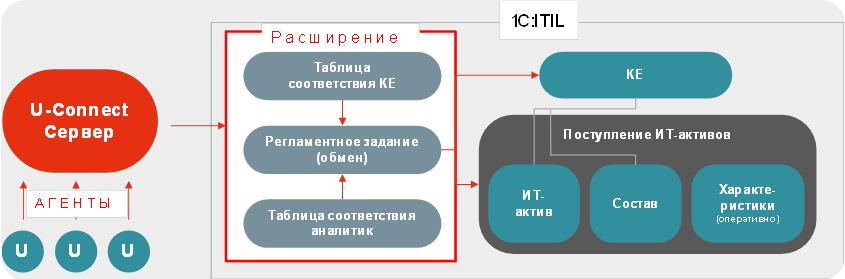 1С:ITIL
Расширение
Таблица
соответствия КЕ
КЕ
U-Connect
Сервер
Регламентное задание
(обмен)
Поступление ИТ-активов
АГЕНТЫ
Таблица соответствия
аналитик
ИТ-
актив
Состав
Характе-
ристики
(оперативно)
U
U
U